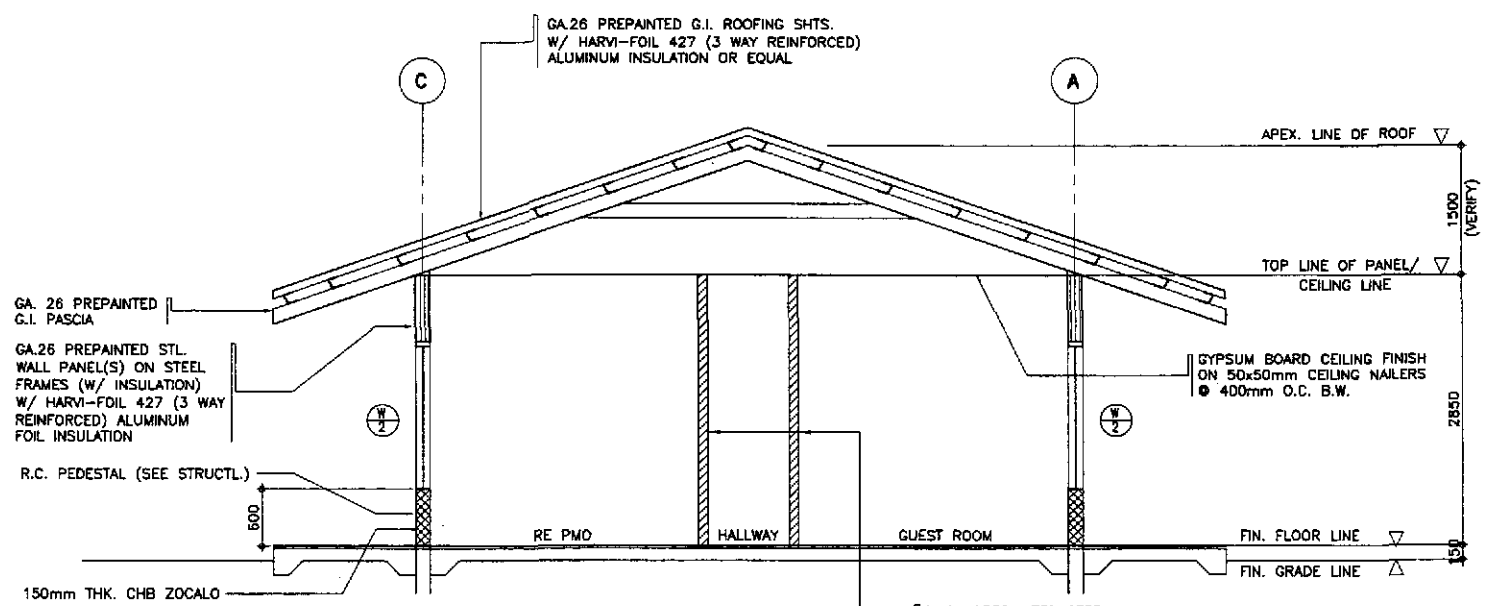 GA.26 PREPAINTED G.I. ROOFING SHTS.
W/ HARVI-FOIL 427 (3 WAY REINFORCED)
ALUMINUM INSULATION OR EQUAL
C
A
APEX. LINE OF ROOF
1500
(VERIFY)
TOP LINE OF PANEL/
CEILING LINE
GA. 26 PREPAINTED
G.I. PASCIA
GA.26 PREPAINTED STL.
WALL PANEL(S) ON STEEL
FRAMES (W/ INSULATION)
W/ HARVI-FOIL 427 (3 WAY
REINFORCED) ALUMINUM
FOIL INSULATION
GYPSUM BOARD CEILING FINISH
ON 50x50mm CEILING NAILERS
@ 400mm O.C. B.W.
W
2
W
2
2850
R.C. PEDESTAL (SEE STRUCTL.)
600
RE PMO
HALLWAY
GUEST ROOM
FIN. FLOOR LINE
150
FIN. GRADE LINE
150mm THK. CHB ZOCALO